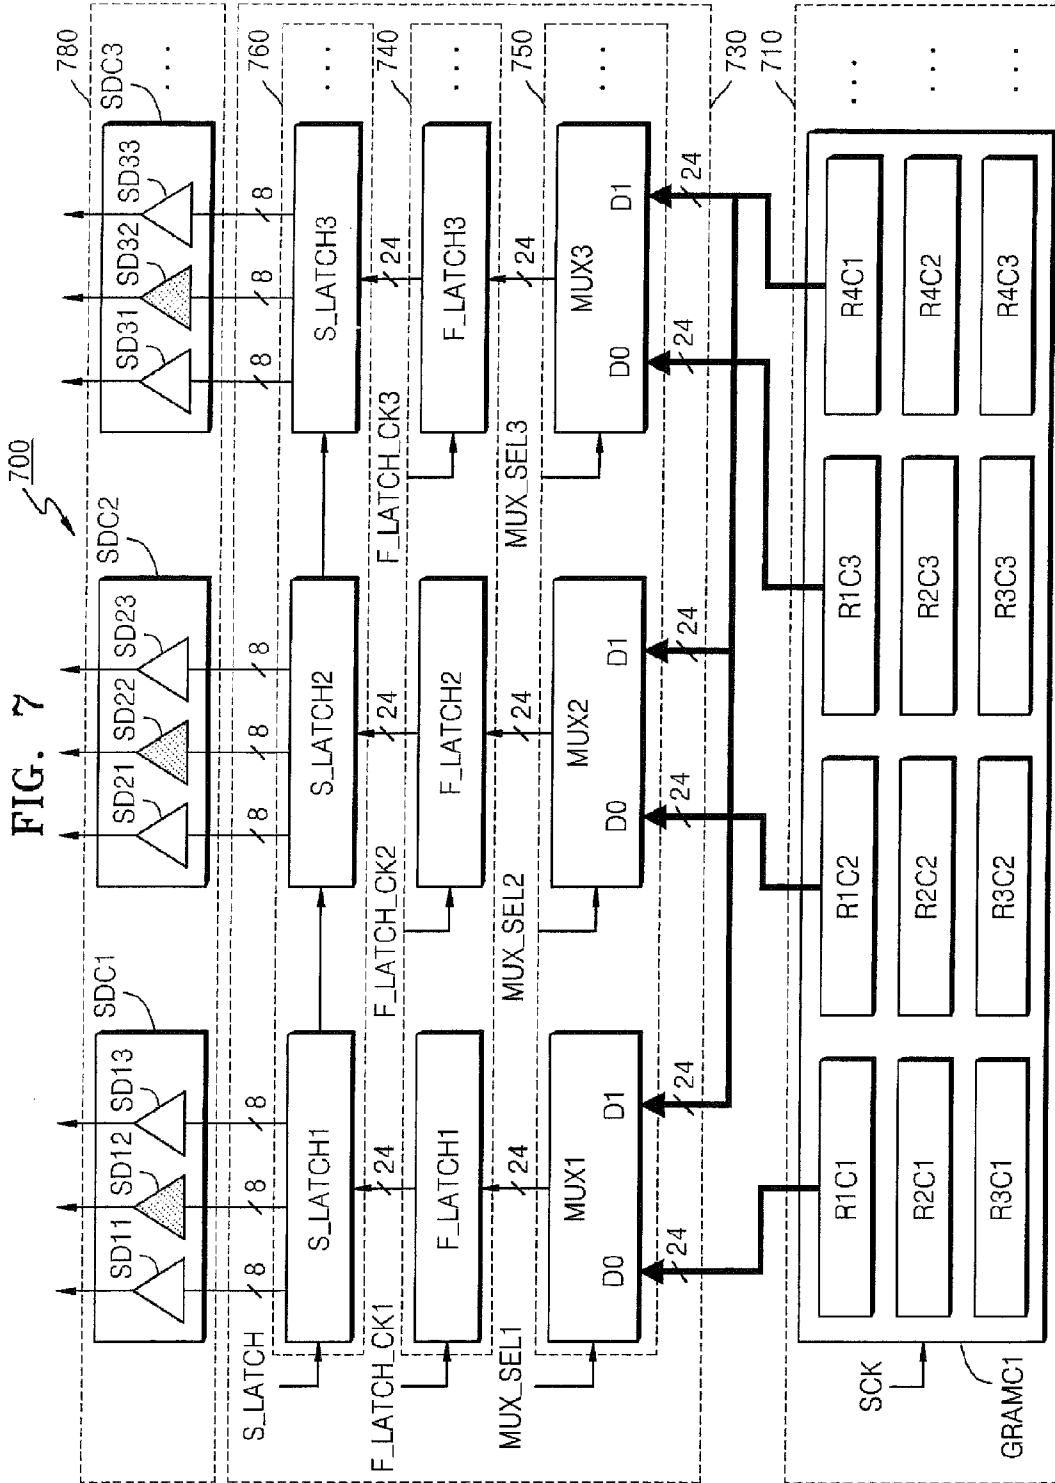 FIG. 7
700
780
SDC1
SDC2
SDC3
SD11
SD12
SD13
SD21
SD22
SD23
SD31
SD32
SD33
...
8
8
8
8
8
8
8
8
8
760
S_LATCH
S_LATCH1
S_LATCH2
S_LATCH3
...
24
24
24
740
F_LATCH_CK1
F_LATCH1
F_LATCH_CK2
F_LATCH2
F_LATCH_CK3
F_LATCH3
...
24
24
24
750
MUX_SEL1
MUX1
D0
D1
MUX_SEL2
MUX2
D0
D1
MUX_SEL3
MUX3
D0
D1
...
24
24
24
24
24
24
730
710
R1C1
R1C2
R1C3
R4C1
...
R2C1
R2C2
R2C3
R4C2
...
R3C1
R3C2
R3C3
R4C3
...
SCK
GRAMC1